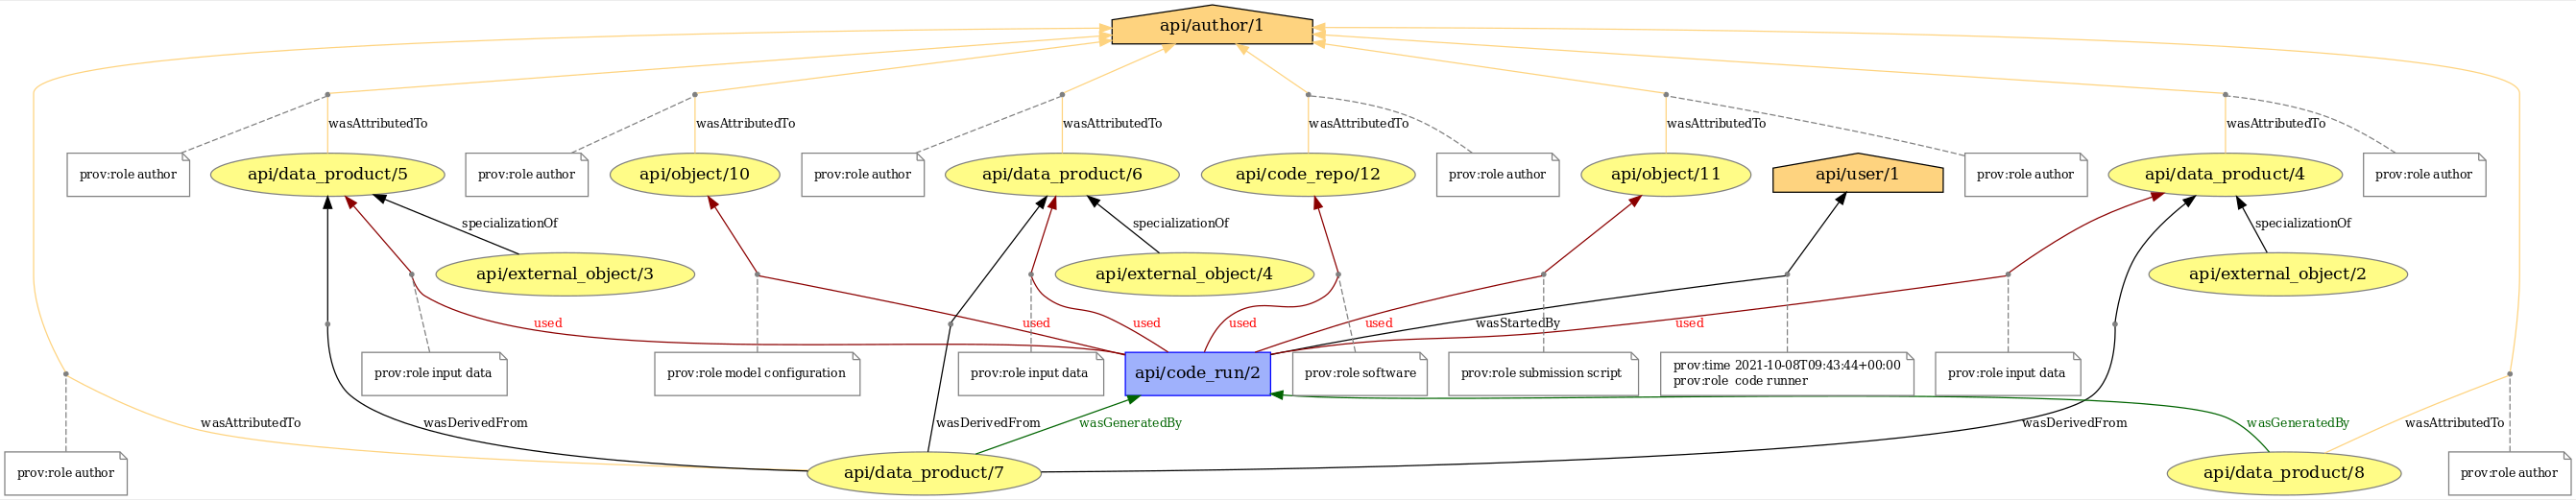 api/author/1
wasAttributedTo
wasAttributedTo
wasAttributedTo
wasAttributedTo
wasAttributedTo
wasAttributedTo
prov:role author
api/data_product/5
prov:role author
api/object/10
prov:role author
api/data_product/6
api/code_repo/12
prov:role author
api/object/11
api/user/1
prov:role author
api/data_product/4
prov:role author
specializationOf
specializationOf
specializationOf
api/external_object/3
api/external_object/4
api/external_object/2
used
used
used
used
used
wasStartedBy
used
prov:role input data
prov:role model configuration
prov:role input data
api/code_run/2
prov:role software
prov:role submission script
prov:time 2021-10-08T09:43:44+00:00
prov:role code runner
prov:role input data
wasAttributedTo
wasDerivedFrom
wasDerivedFrom
wasGeneratedBy
wasDerivedFrom
wasGeneratedBy
wasAttributedTo
prov:role author
api/data_product/7
api/data_product/8
prov:role author